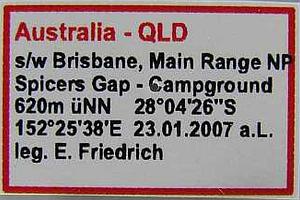 Australia - QLD
s/w Brisbane, Main Range NP
Spicers Gap - Campground
620m üNN 28°04'26"S
152°25'38'E 23.01.2007 a.L.
leg. E. Friedrich